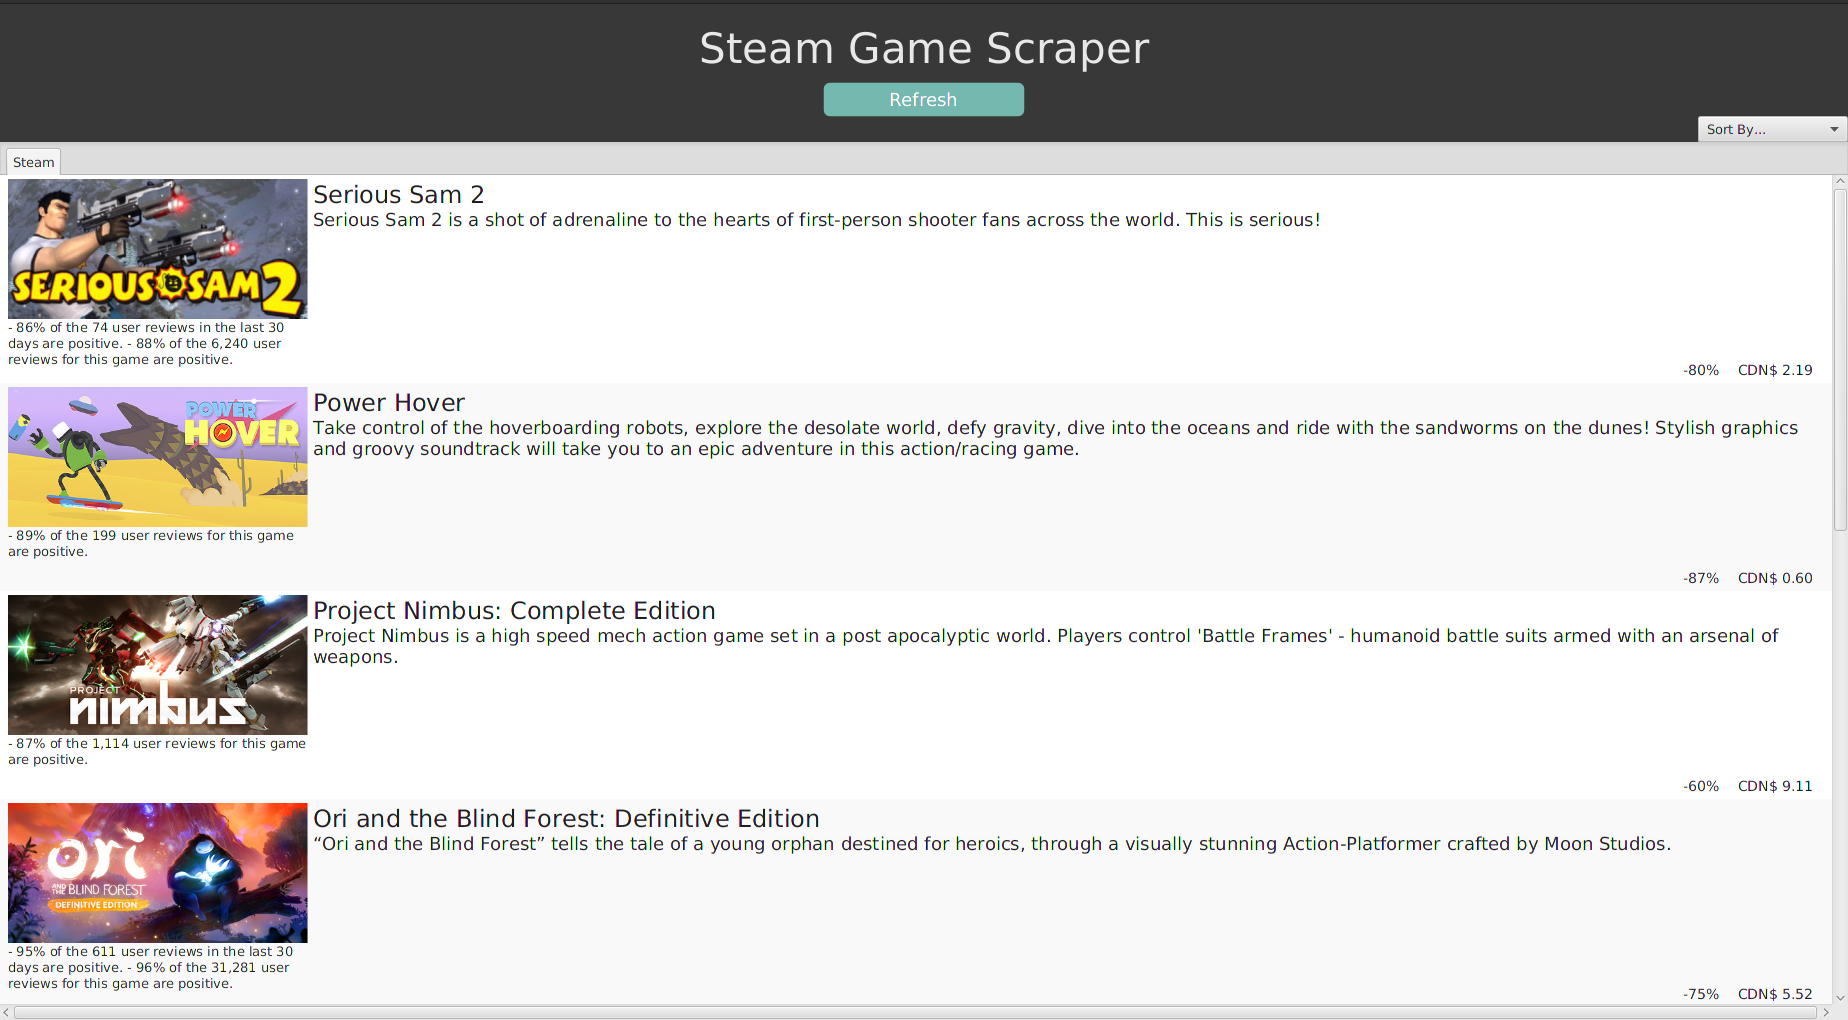 Steam Game Scraper
Refresh
Sort By...
Steam
SERIOUS SAM 2
Serious Sam 2
Serious Sam 2 is a shot of adrenaline to the hearts of first-person shooter fans across the world. This is serious!
- 86% of the 74 user reviews in the last 30
days are positive. - 88% of the 6,240 user
reviews for this game are positive.
-80% CDN$ 2.19
POWER
HOVER
Power Hover
Take control of the hoverboarding robots, explore the desolate world, defy gravity, dive into the oceans and ride with the sandworms on the dunes! Stylish graphics
and groovy soundtrack will take you to an epic adventure in this action/racing game.
- 89% of the 199 user reviews for this game
are positive.
-87% CDN$ 0.60
PROJECT
nimbus
Project Nimbus: Complete Edition
Project Nimbus is a high speed mech action game set in a post apocalyptic world. Players control 'Battle Frames' - humanoid battle suits armed with an arsenal of
weapons.
- 87% of the 1,114 user reviews for this game
are positive.
-60% CDN$ 9.11
ori
AND THE BLIND FOREST
DEFINITIVE EDITION
Ori and the Blind Forest: Definitive Edition
“Ori and the Blind Forest” tells the tale of a young orphan destined for heroics, through a visually stunning Action-Platformer crafted by Moon Studios.
- 95% of the 611 user reviews in the last 30
days are positive. - 96% of the 31,281 user
reviews for this game are positive.
-75% CDN$ 5.52